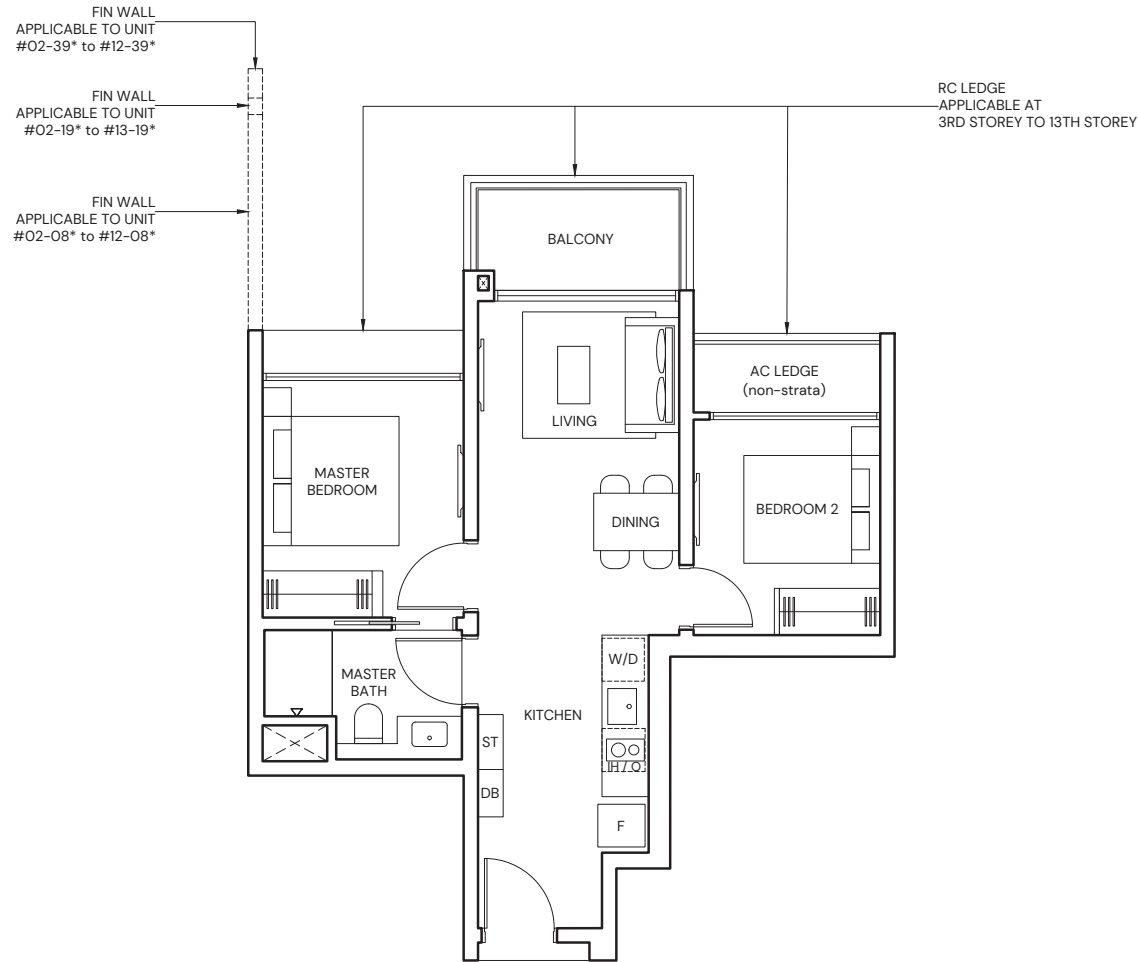 FIN WALL
APPLICABLE TO UNIT
#02-39* to #12-39*
FIN WALL
APPLICABLE TO UNIT
#02-19* to #13-19*
FIN WALL
APPLICABLE TO UNIT
#02-08* to #12-08*
RC LEDGE
APPLICABLE AT
3RD STOREY TO 13TH STOREY
BALCONY
AC LEDGE
(non-strata)
LIVING
MASTER
BEDROOM
DINING
BEDROOM 2
W/D
MASTER
BATH
KITCHEN
ST
IH / O
DB
F